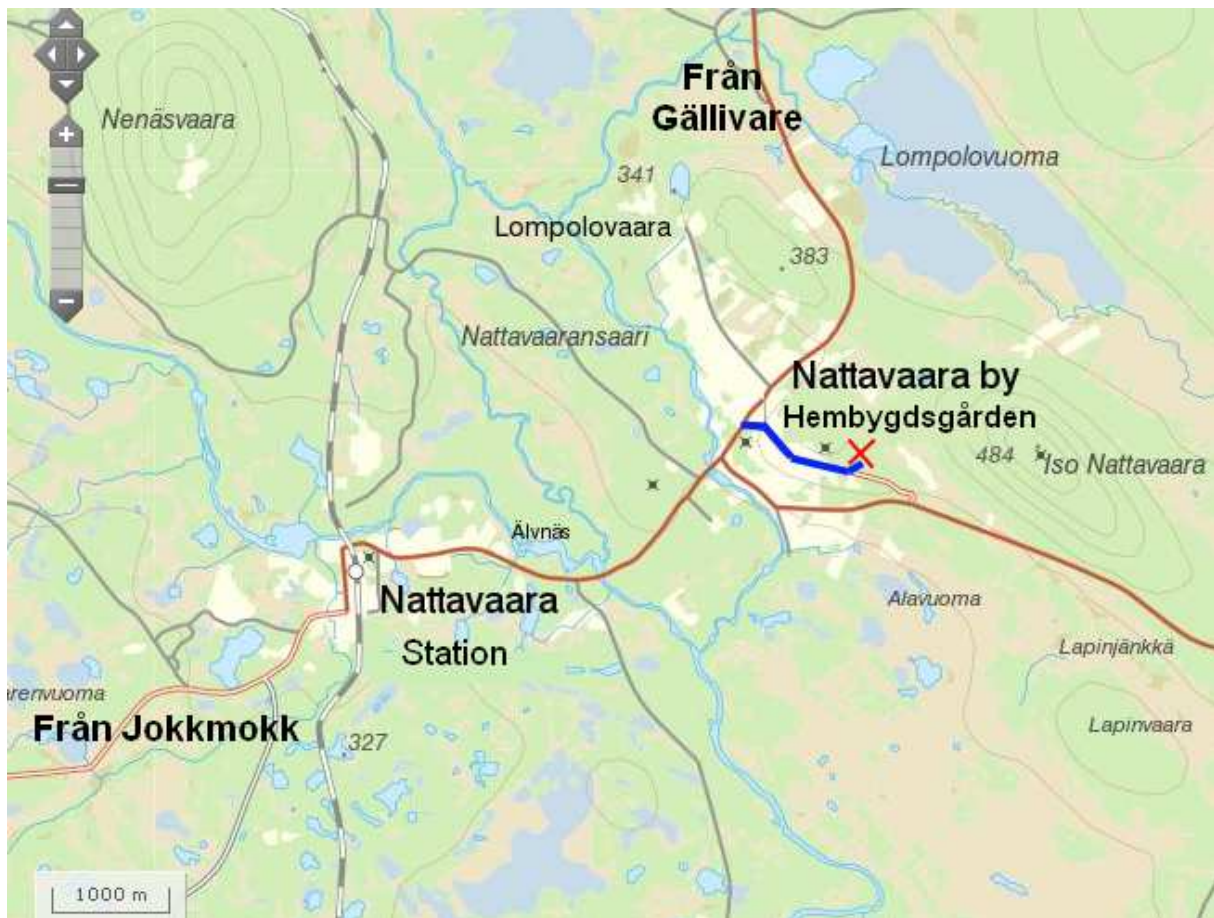 Från
Gällivare
Nenäsvaara
Lompolovuoma
341
Lompolovaara
383
Nattavaaransaari
Nattavaara by
Hembygdsgården
484
Iso Nattavaara
Älvnäs
Nattavaara
Station
Alavuoma
Lapinjänkkä
arenvuoma
Från Jokkmokk
327
Lapinvaara
1000 m